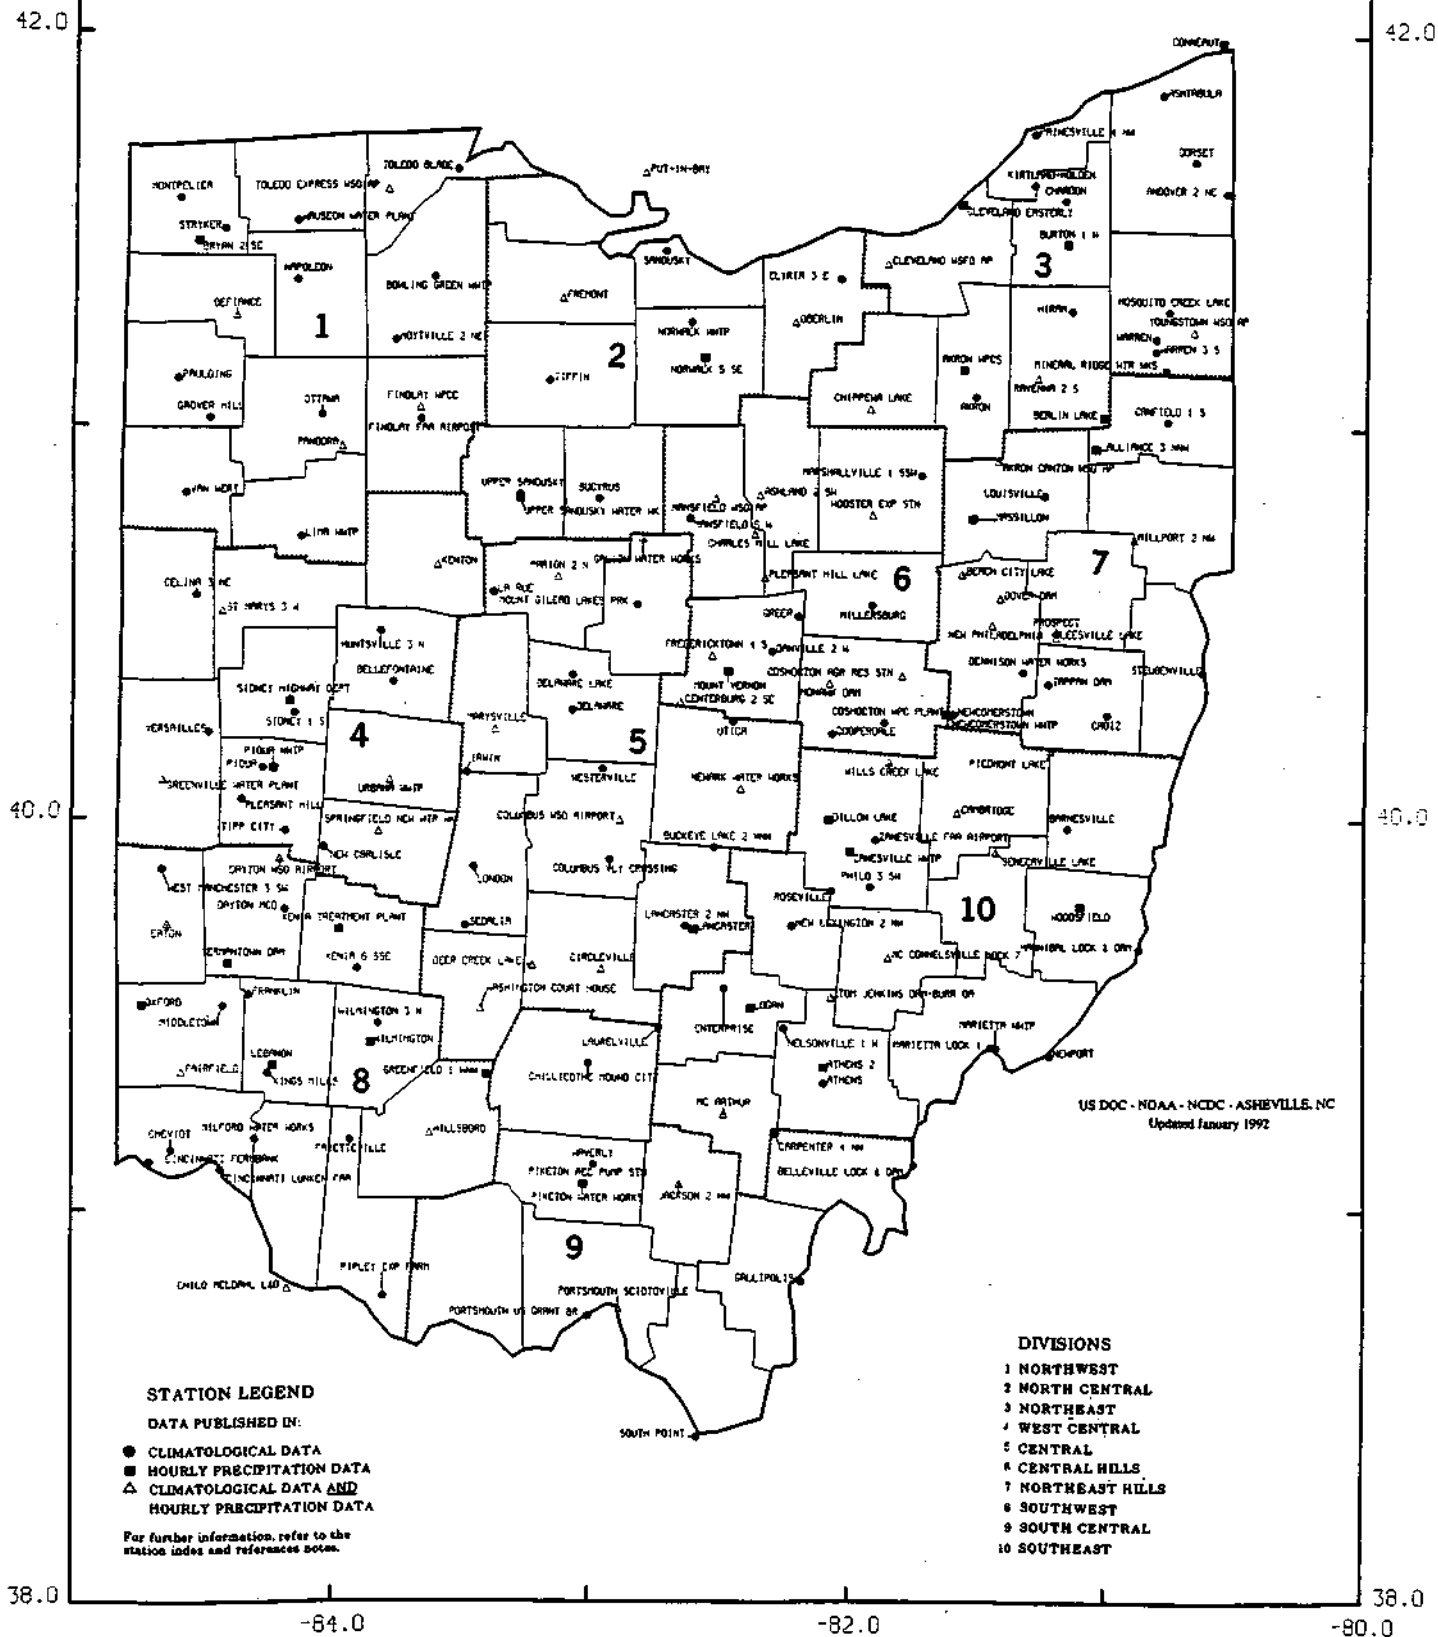 42.0
42.0
CONNEAUT
ASHTABULA
PAINESVILLE 4 NW
DORSET
KIRTLAND-HOLDEN
CHARDON
ANDOVER 2 NE
CLEVELAND EASTERLY
BURTON 1 W
3
PUT-IN-BAY
TOLEDO BLADE
TOLEDO EXPRESS WSO AP
MONTPELIER
WAUSEON WATER PLANT
STRYKER
BRYAN 2 SE
NAPOLEON
BOWLING GREEN WWTP
SANDUSKY
CLEVELAND WSFO AP
ELYRIA 3 E
FREMONT
DEFIANCE
1
HOYTVILLE 2 NE
2
NORWALK WWTP
NORWALK 5 SE
OBERLIN
HIRAM
MOSQUITO CREEK LAKE
YOUNGSTOWN WSO AP
WARREN
WARREN 3 S
MINERAL RIDGE WTR WKS
AKRON WPCS
RAVENNA 2 S
PAULDING
TIFFIN
GROVER HILL
OTTAWA
FINDLAY WPCC
FINDLAY FAA AIRPORT
CHIPPEWA LAKE
AKRON
BERLIN LAKE
CANFIELD 1 S
PANDORA
ALLIANCE 3 NNW
AKRON CANTON WSO AP
VAN WERT
UPPER SANDUSKY
UPPER SANDUSKY WATER WK
BUCYRUS
MANSFIELD WSO AP
MANSFIELD 5 W
ASHLAND 2 SW
MARSHALLVILLE 1 SSW
WOOSTER EXP STN
LOUISVILLE
MASSILLON
LIMA WWTP
CHARLES MILL LAKE
MILLPORT 2 NW
7
KENTON
MARION 2 N
GALION WATER WORKS
PLEASANT HILL LAKE
6
BEACH CITY LAKE
CELINA 3 NE
ST MARYS 3 W
LA RUE
MOUNT GILEAD LAKES PRK
GREER
MILLERSBURG
DOVER DAM
NEW PHILADELPHIA
PROSPECT
LEESVILLE LAKE
HUNTSVILLE 3 N
BELLEFONTAINE
FREDERICKTOWN 4 S
DANVILLE 2 W
COSHOCTON AGR RES STN
DENNISON WATER WORKS
STEUBENVILLE
SIDNEY HIGHWAY DEPT
SIDNEY 1 S
DELAWARE LAKE
DELAWARE
MOUNT VERNON
CENTERBURG 2 SE
MOHAWK DAM
TAPPAN DAM
VERSAILLES
MARYSVILLE
4
5
UTICA
COSHOCTON WPC PLANT
COOPERDALE
NEWCOMERSTOWN
NEWCOMERSTOWN WWTP
CADIZ
PIQUA WWTP
PIQUA
IRWIN
WESTERVILLE
NEWARK WATER WORKS
WILLS CREEK LAKE
PIEDMONT LAKE
GREENVILLE WATER PLANT
PLEASANT HILL
URBANA WWTP
40.0
40.0
TIPP CITY
SPRINGFIELD NEW WTP WK
COLUMBUS WSO AIRPORT
BUCKEYE LAKE 2 NNW
DILLON LAKE
CAMBRIDGE
BARNESVILLE
ZANESVILLE FAA AIRPORT
ZANESVILLE WWTP
SENECAVILLE LAKE
NEW CARLISLE
DAYTON WSO AIRPORT
WEST MANCHESTER 3 SW
LONDON
COLUMBUS VLY CROSSING
PHILO 3 SW
ROSEVILLE
DAYTON MCD
XENIA TREATMENT PLANT
SEDALIA
LANCASTER 2 NW
LANCASTER
NEW LEXINGTON 2 NW
10
WOODSFIELD
EATON
GERMANTOWN DAM
XENIA 6 SSE
DEER CREEK LAKE
CIRCLEVILLE
MC CONNELSVILLE LOCK 7
HANNIBAL LOCK & DAM
OXFORD
FRANKLIN
MIDDLETOWN
WASHINGTON COURT HOUSE
LOGAN
TOM JENKINS DAM-BURR OA
WILMINGTON 3 N
WILMINGTON
ENTERPRISE
LAURELVILLE
NELSONVILLE 1 W
MARIETTA WWTP
MARIETTA LOCK 1
NEWPORT
LEBANON
KINGS MILLS
FAIRFIELD
8
GREENFIELD 1 WNW
CHILLICOTHE MOUND CITY
ATHENS 2
ATHENS
MC ARTHUR
US DOC - NOAA - NCDC - ASHEVILLE, NC
Updated January 1992
CHEVIOT
MILFORD WATER WORKS
FAYETTEVILLE
HILLSBORO
CARPENTER 4 NW
CINCINNATI FERNBANK
CINCINNATI LUNKEN FAA
WAVERLY
PIKETON AEC PUMP STN
PIKETON WATER WORKS
JACKSON 2 NW
BELLEVILLE LOCK & DAM
9
CHILO MELDAHL L&D
RIPLEY EXP FARM
PORTSMOUTH SCIOTOVILLE
PORTSMOUTH US GRANT BR
GALLIPOLIS
SOUTH POINT
STATION LEGEND
DATA PUBLISHED IN:
CLIMATOLOGICAL DATA
HOURLY PRECIPITATION DATA
CLIMATOLOGICAL DATA AND
HOURLY PRECIPITATION DATA
For further information, refer to the
station index and references notes.
DIVISIONS
1 NORTHWEST
2 NORTH CENTRAL
3 NORTHEAST
4 WEST CENTRAL
5 CENTRAL
6 CENTRAL HILLS
7 NORTHEAST HILLS
8 SOUTHWEST
9 SOUTH CENTRAL
10 SOUTHEAST
38.0
38.0
-84.0
-82.0
-80.0